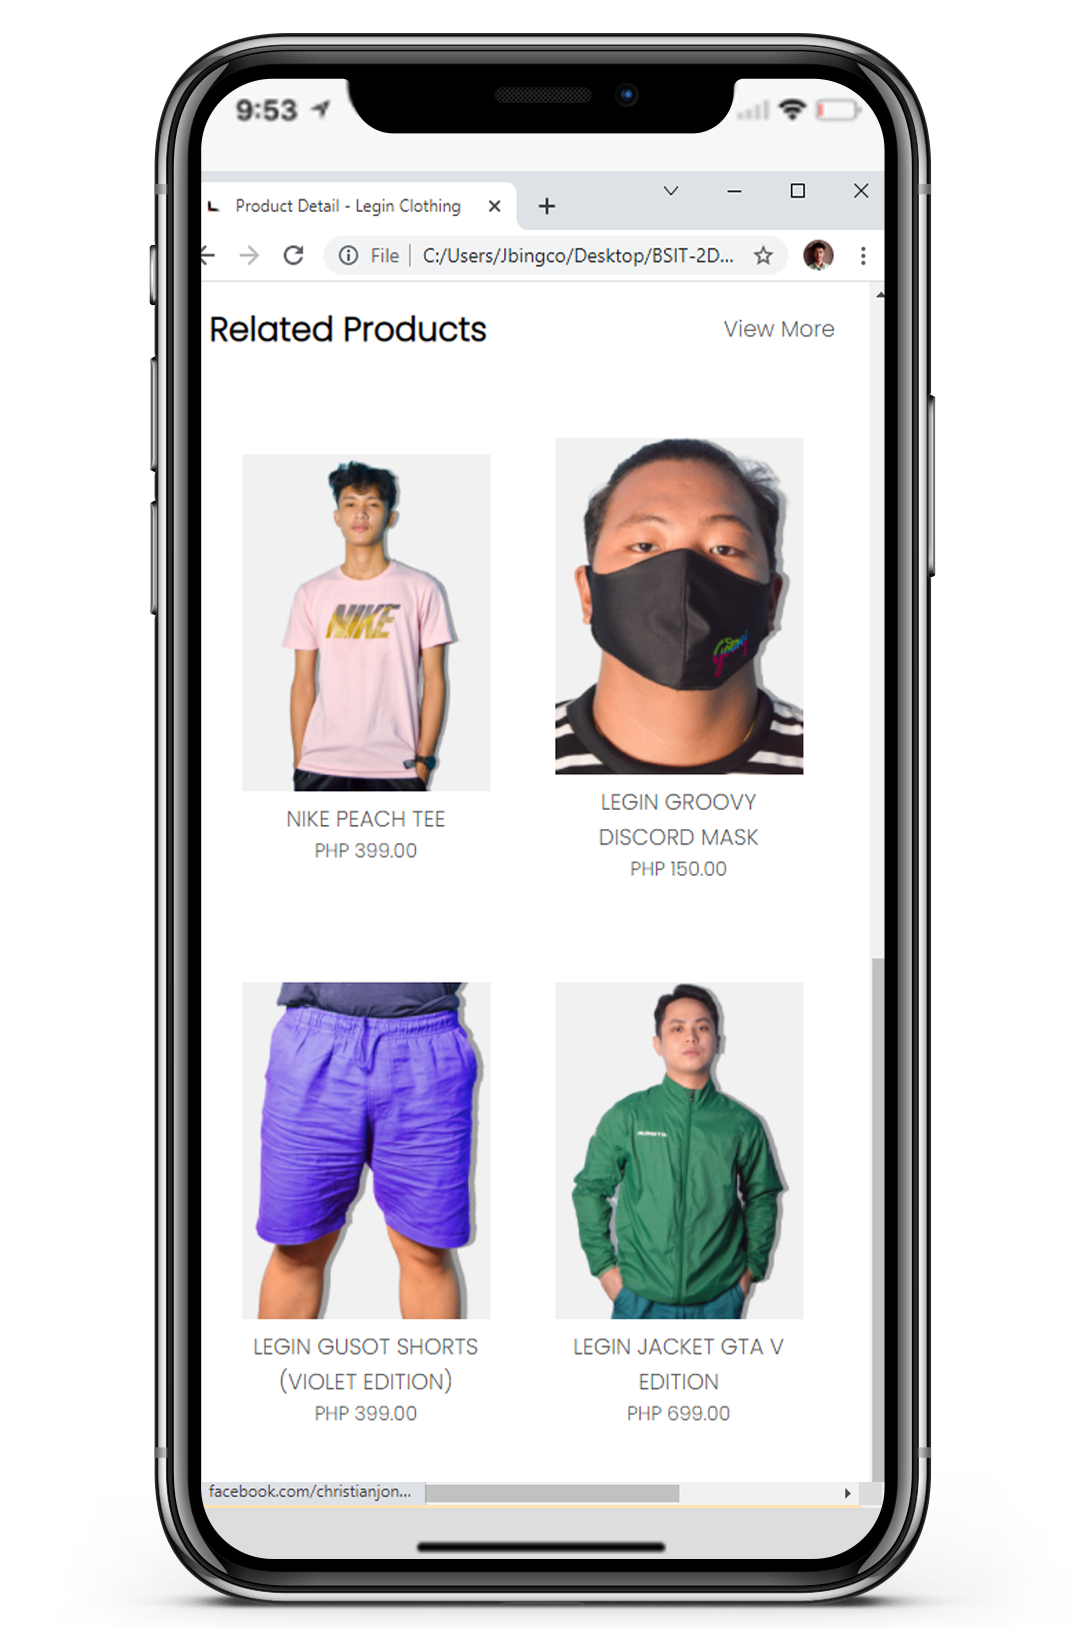 9:53
Product Detail - Legin Clothing
File | C:/Users/Jbingco/Desktop/BSIT-2D...
Related Products
View More
NIKE
Groovy
NIKE PEACH TEE
PHP 399.00
LEGIN GROOVY
DISCORD MASK
PHP 150.00
LEGIN GUSOT SHORTS
(VIOLET EDITION)
PHP 399.00
LEGIN JACKET GTA V
EDITION
PHP 699.00
facebook.com/christianjon...